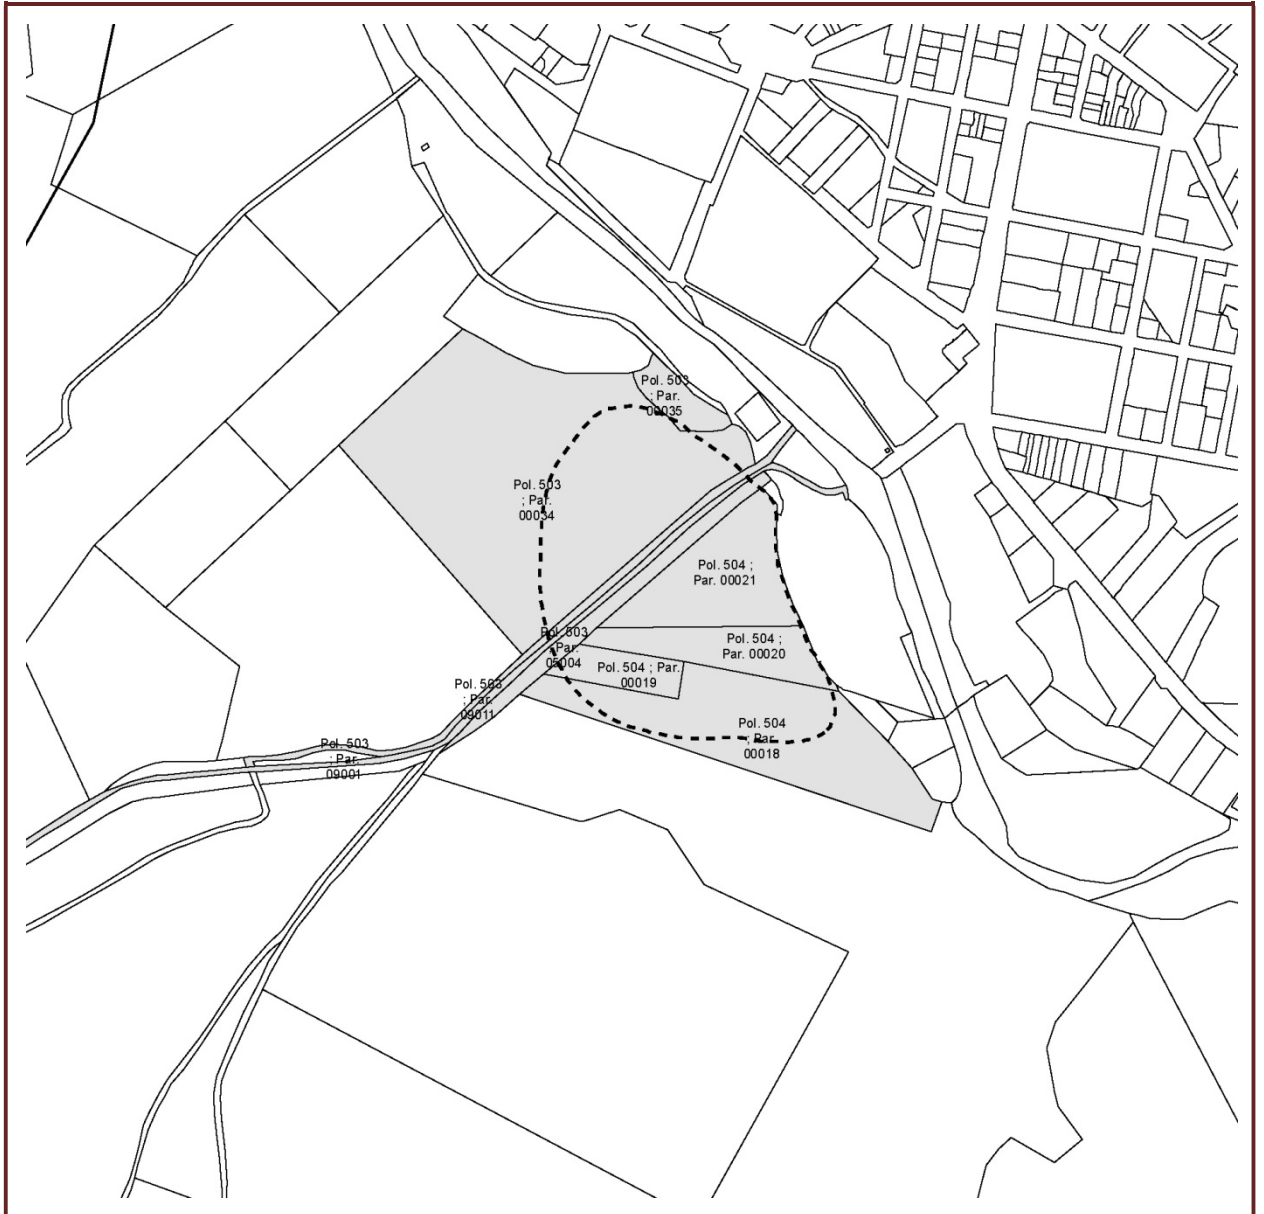 Pol. 503
; Par.
00035
Pol. 503
; Par.
00034
Pol. 504 ;
Par. 00021
Pol. 503
; Par.
05004
Pol. 504 ;
Par. 00020
Pol. 504 ; Par.
00019
Pol. 503
; Par.
09011
Pol. 504
; Par.
00018
Pol. 503
; Par.
09001